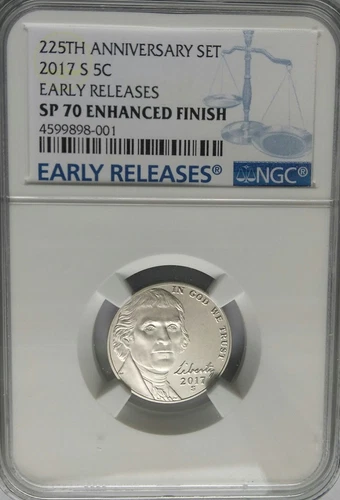 225TH ANNIVERSARY SET
2017 S 5C
EARLY RELEASES
SP 70 ENHANCED FINISH
4599898-001
EARLY RELEASES®
NGC®
IN GOD WE TRUST
Liberty
2017
S